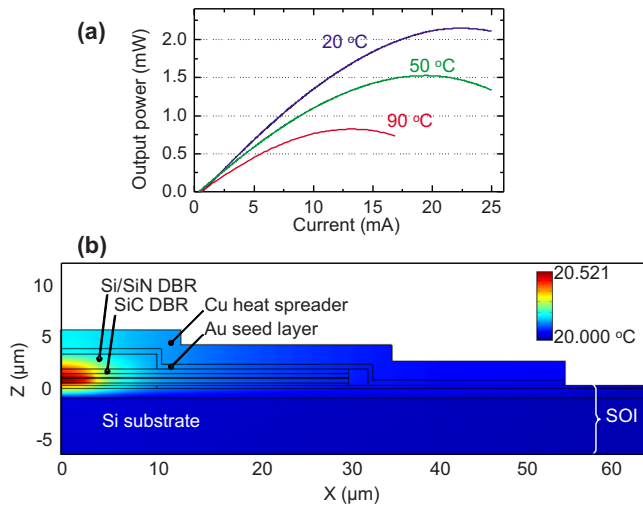 (a)
Output power (mW)
2.0
1.5
1.0
0.5
0.0
20 °C
50 °C
90 °C
0
5
10
15
20
25
Current (mA)
(b)
Z (µm)
10
5
0
-5
Si/SiN DBR
SiC DBR
Cu heat spreader
Au seed layer
20.521
20.000 °C
Si substrate
SOI
0
10
20
30
40
50
60
X (µm)